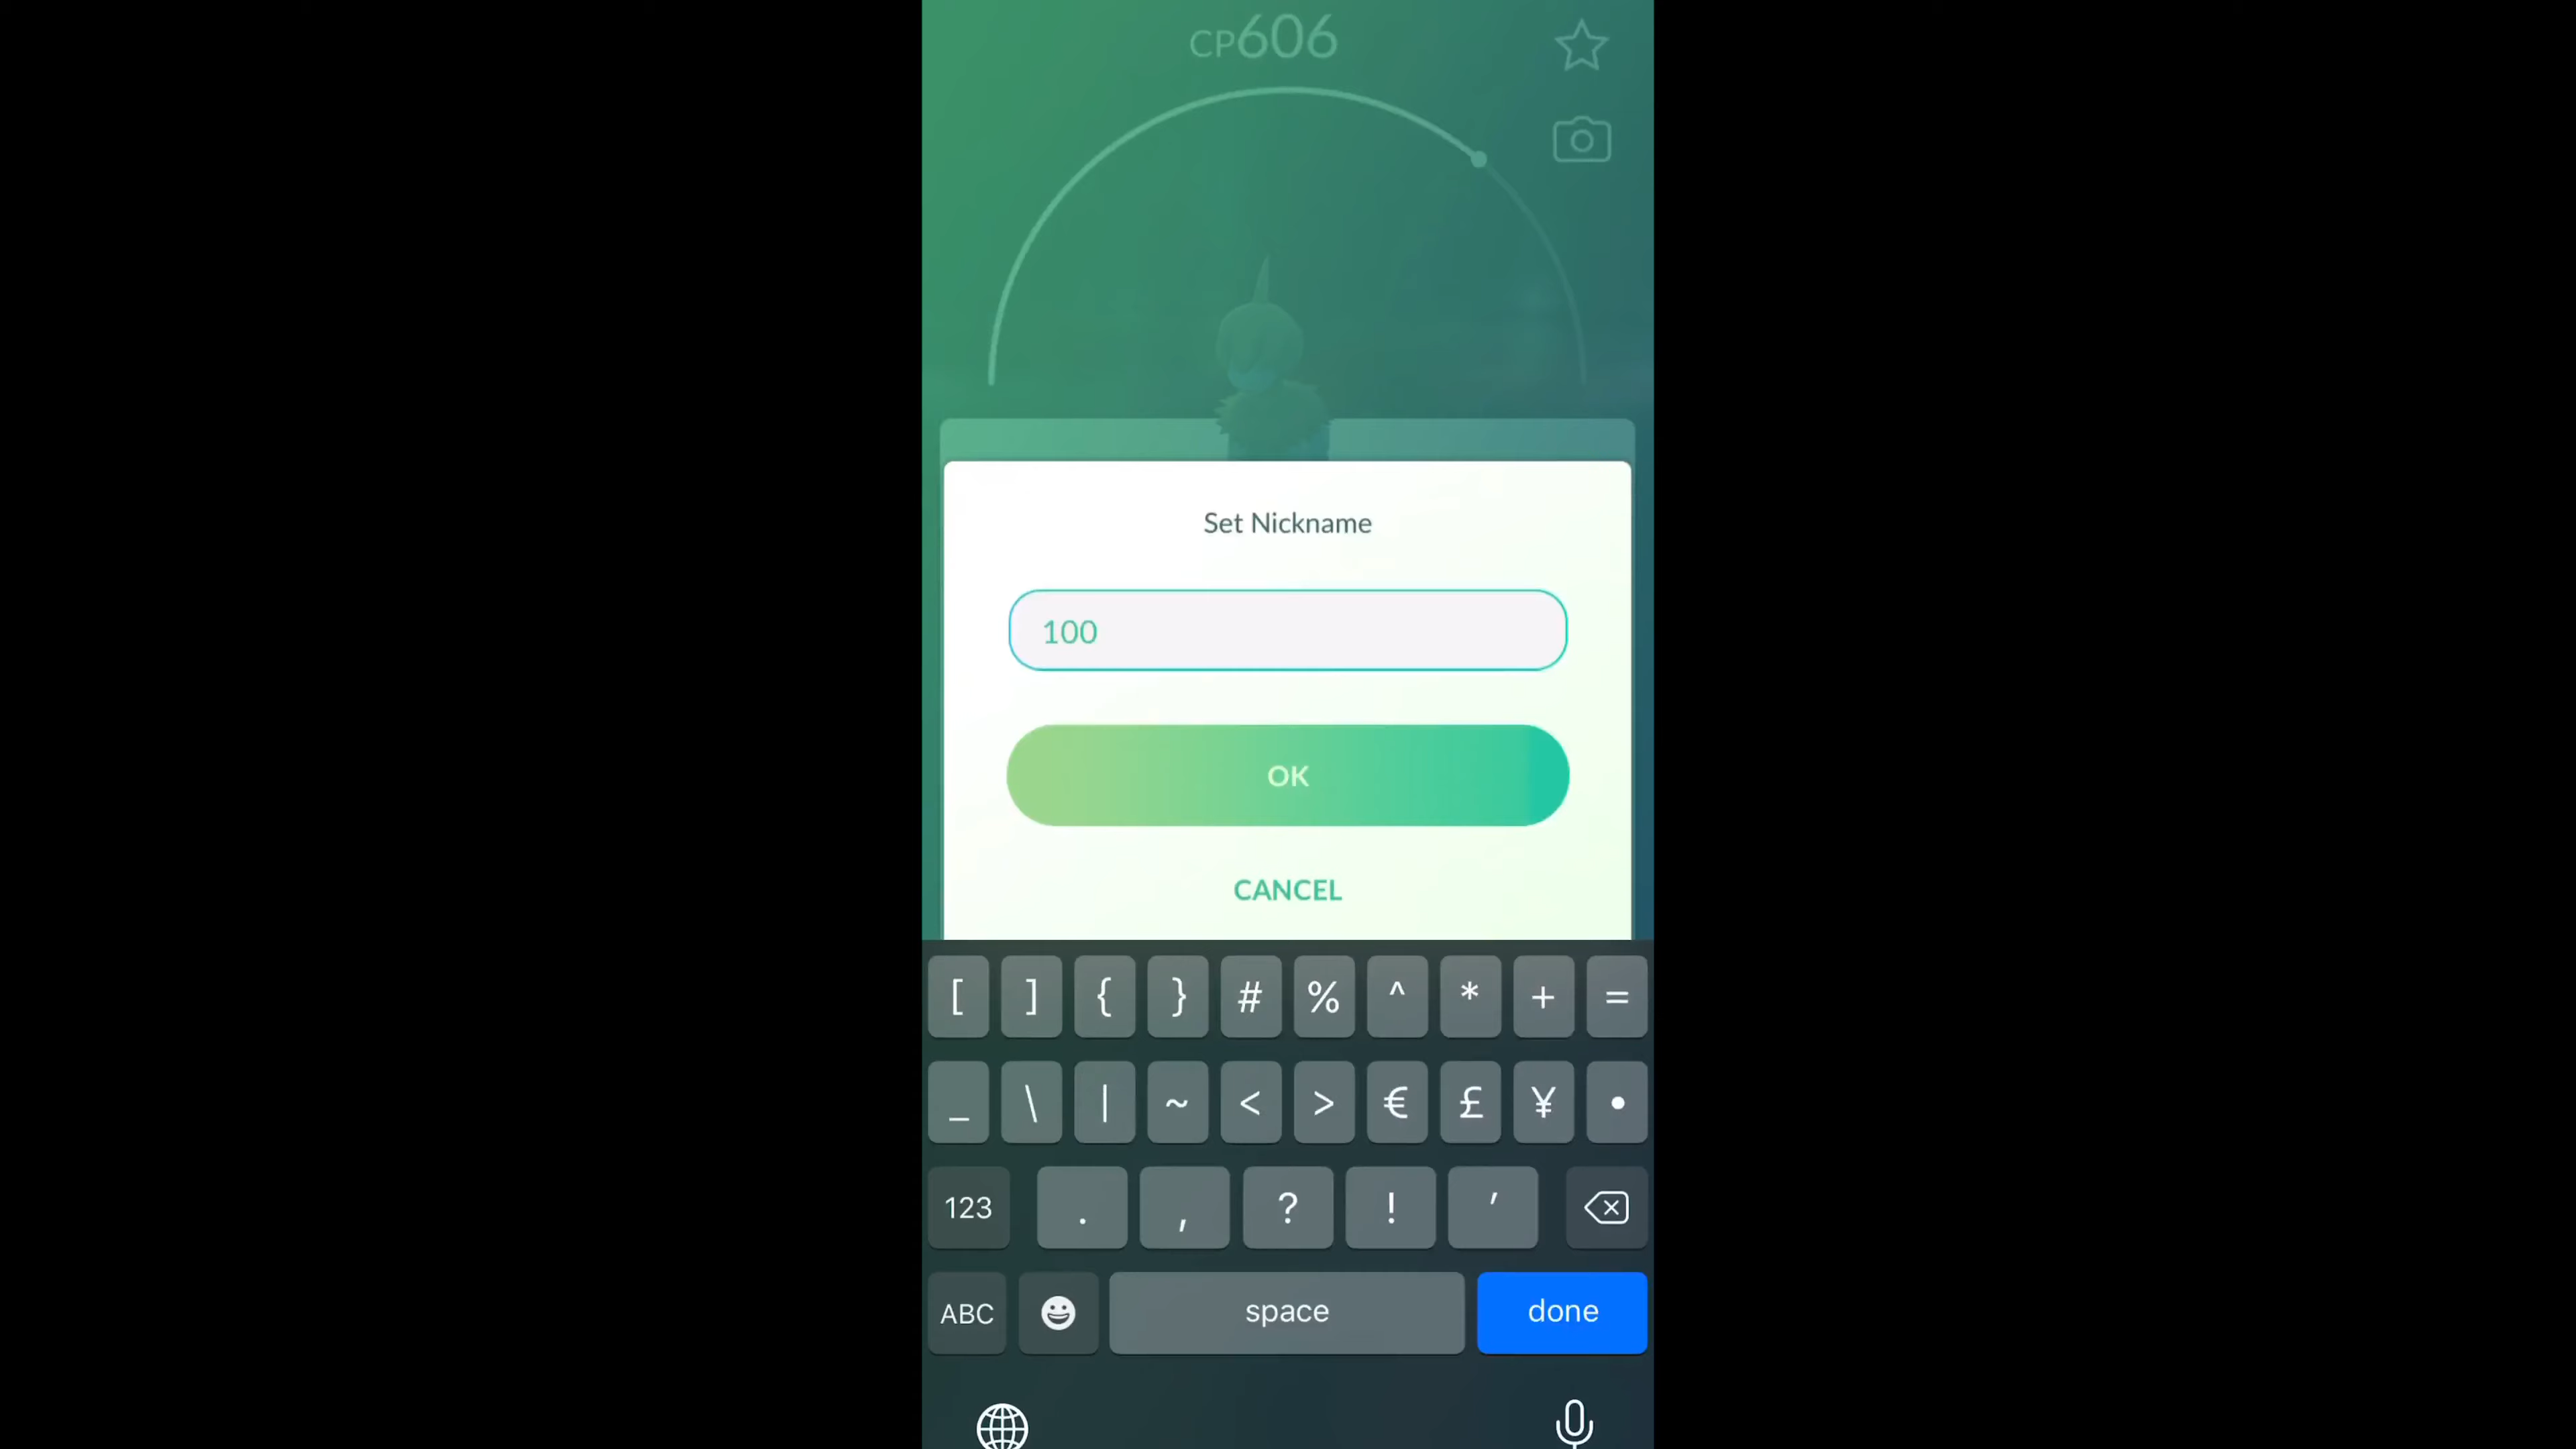 CP606
Set Nickname
100
OK
CANCEL
[ ] { } # % ^ * + =
_ \ | ~ < > € £ ¥ •
123 . , ? ! ’
ABC space done